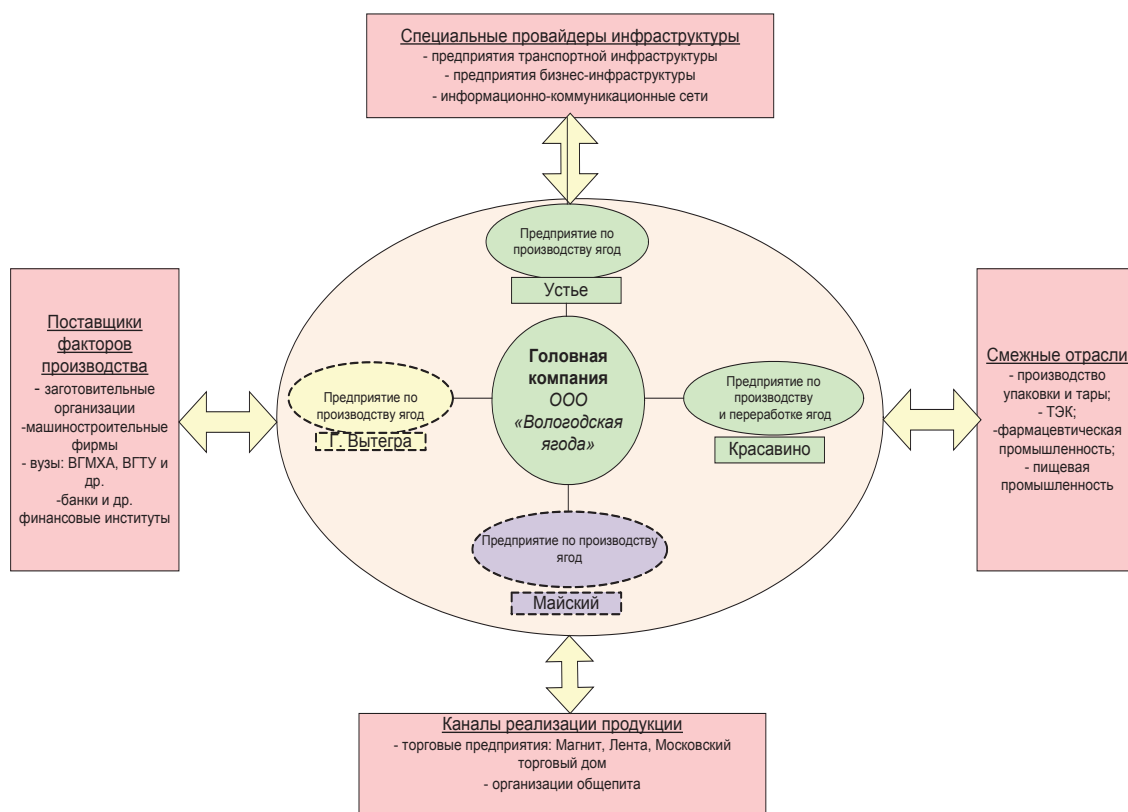 Специальные провайдеры инфраструктуры
- предприятия транспортной инфраструктуры
- предприятия бизнес-инфраструктуры
- информационно-коммуникационные сети
Предприятие по
производству ягод
Устье
Поставщики
факторов
производства
- заготовительные
организации
-машиностроительные
фирмы
- вузы: ВГМХА, ВГТУ и
др.
-банки и др.
финансовые институты
Предприятие по
производству ягод
Г. Вытегра
Головная
компания
ООО
«Вологодская
ягода»
Предприятие по
производству
и переработке ягод
Красавино
Смежные отрасли
- производство
упаковки и тары;
- ТЭК;
-фармацевтическая
промышленность;
- пищевая
промышленность
Предприятие по производству
ягод
Майский
Каналы реализации продукции
- торговые предприятия: Магнит, Лента, Московский
торговый дом
- организации общепита